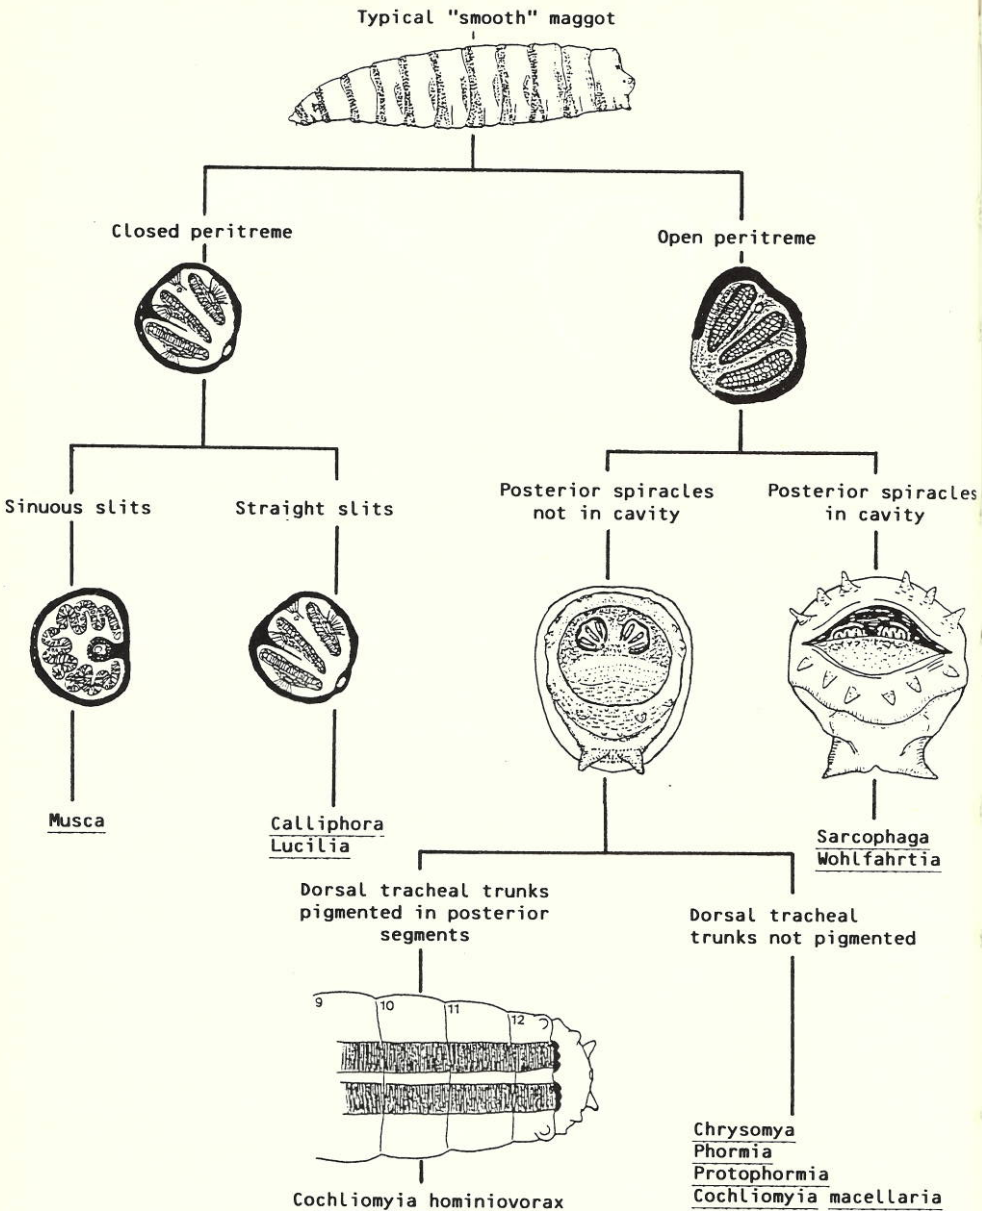 Typical "smooth" maggot
Closed peritreme
Open peritreme
Sinuous slits
Straight slits
Posterior spiracles
not in cavity
Posterior spiracles
in cavity
Musca
Calliphora
Lucilia
Sarcophaga
Wohlfahrtia
Dorsal tracheal trunks
pigmented in posterior
segments
Dorsal tracheal
trunks not pigmented
9 10 11 12
Cochliomyia hominiovorax
Chrysomya
Phormia
Protophormia
Cochliomyia macellaria